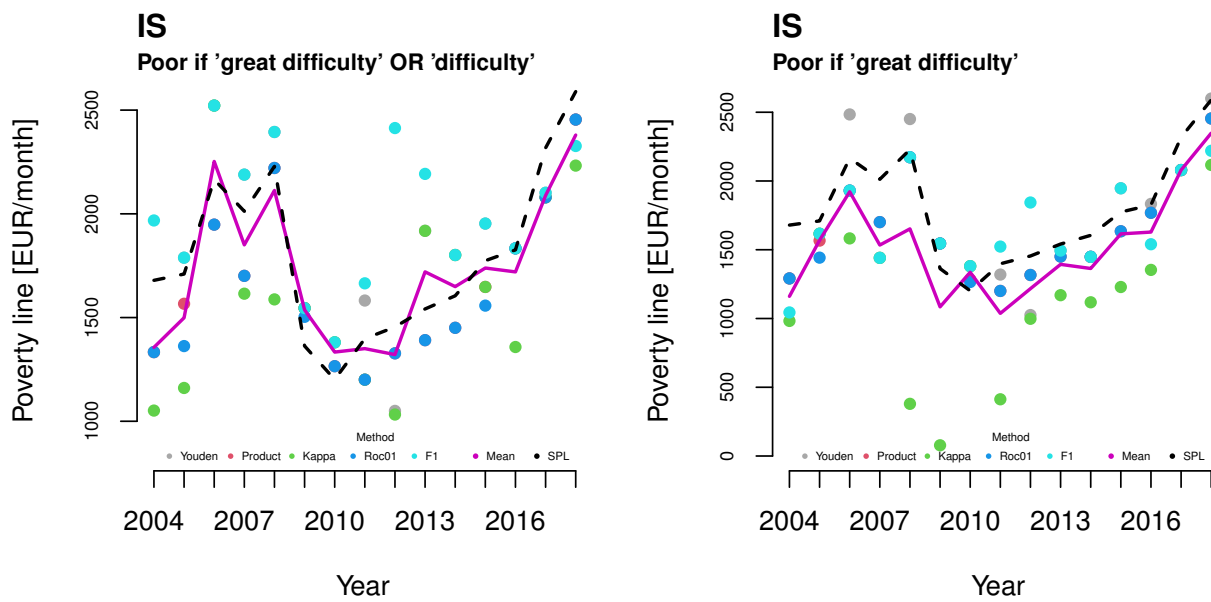 IS
Poor if ’great difficulty’ OR ’difficulty’
Poverty line [EUR/month]
2500
2000
1500
1000
Method
Youden Product Kappa Roc01 F1 Mean SPL
2004 2007 2010 2013 2016
Year
IS
Poor if ’great difficulty’
Poverty line [EUR/month]
2500
2000
1500
1000
500
0
Method
Youden Product Kappa Roc01 F1 Mean SPL
2004 2007 2010 2013 2016
Year